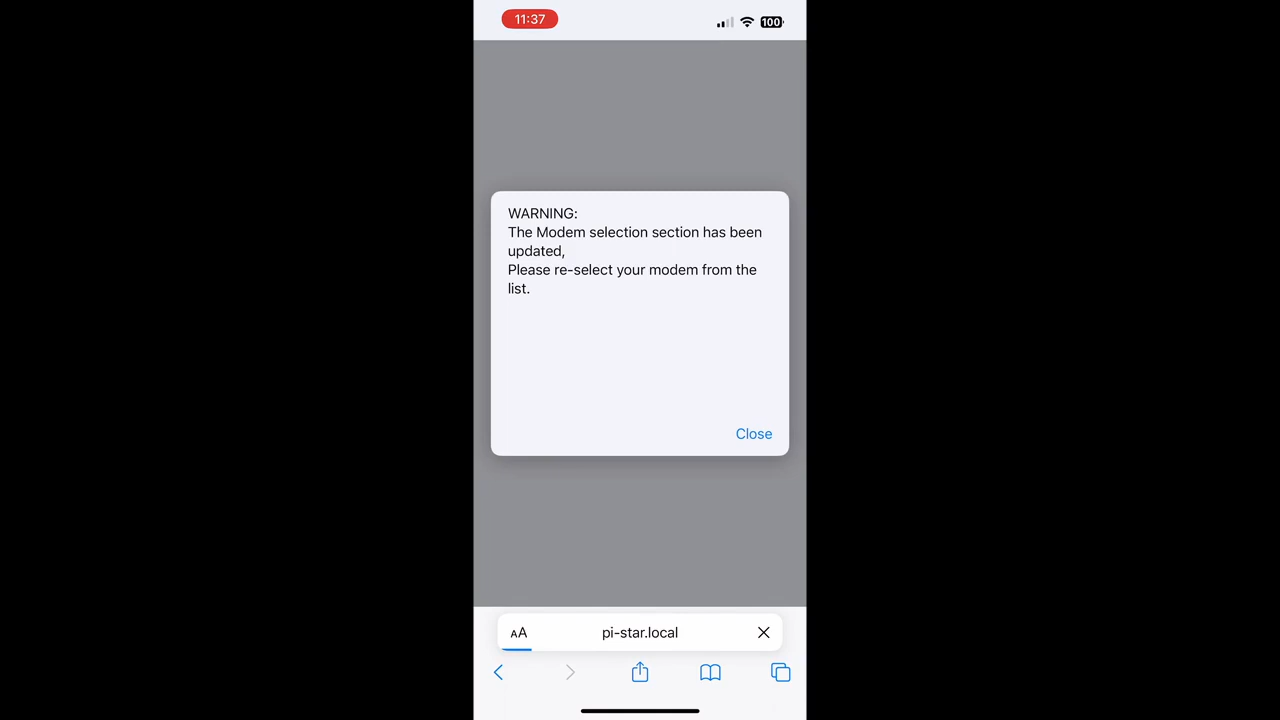 11:37
100
WARNING:
The Modem selection section has been
updated,
Please re-select your modem from the
list.
Close
AA
pi-star.local